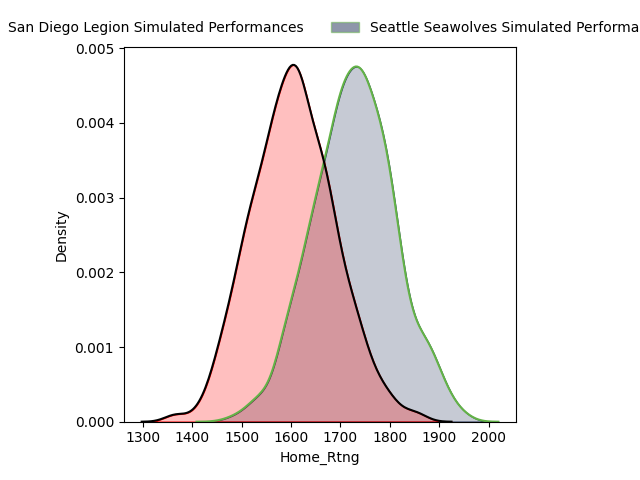 San Diego Legion Simulated Performances
Seattle Seawolves Simulated Performa
0.005
0.004
0.003
0.002
0.001
0.000
Density
1300 1400 1500 1600 1700 1800 1900 2000
Home_Rtng